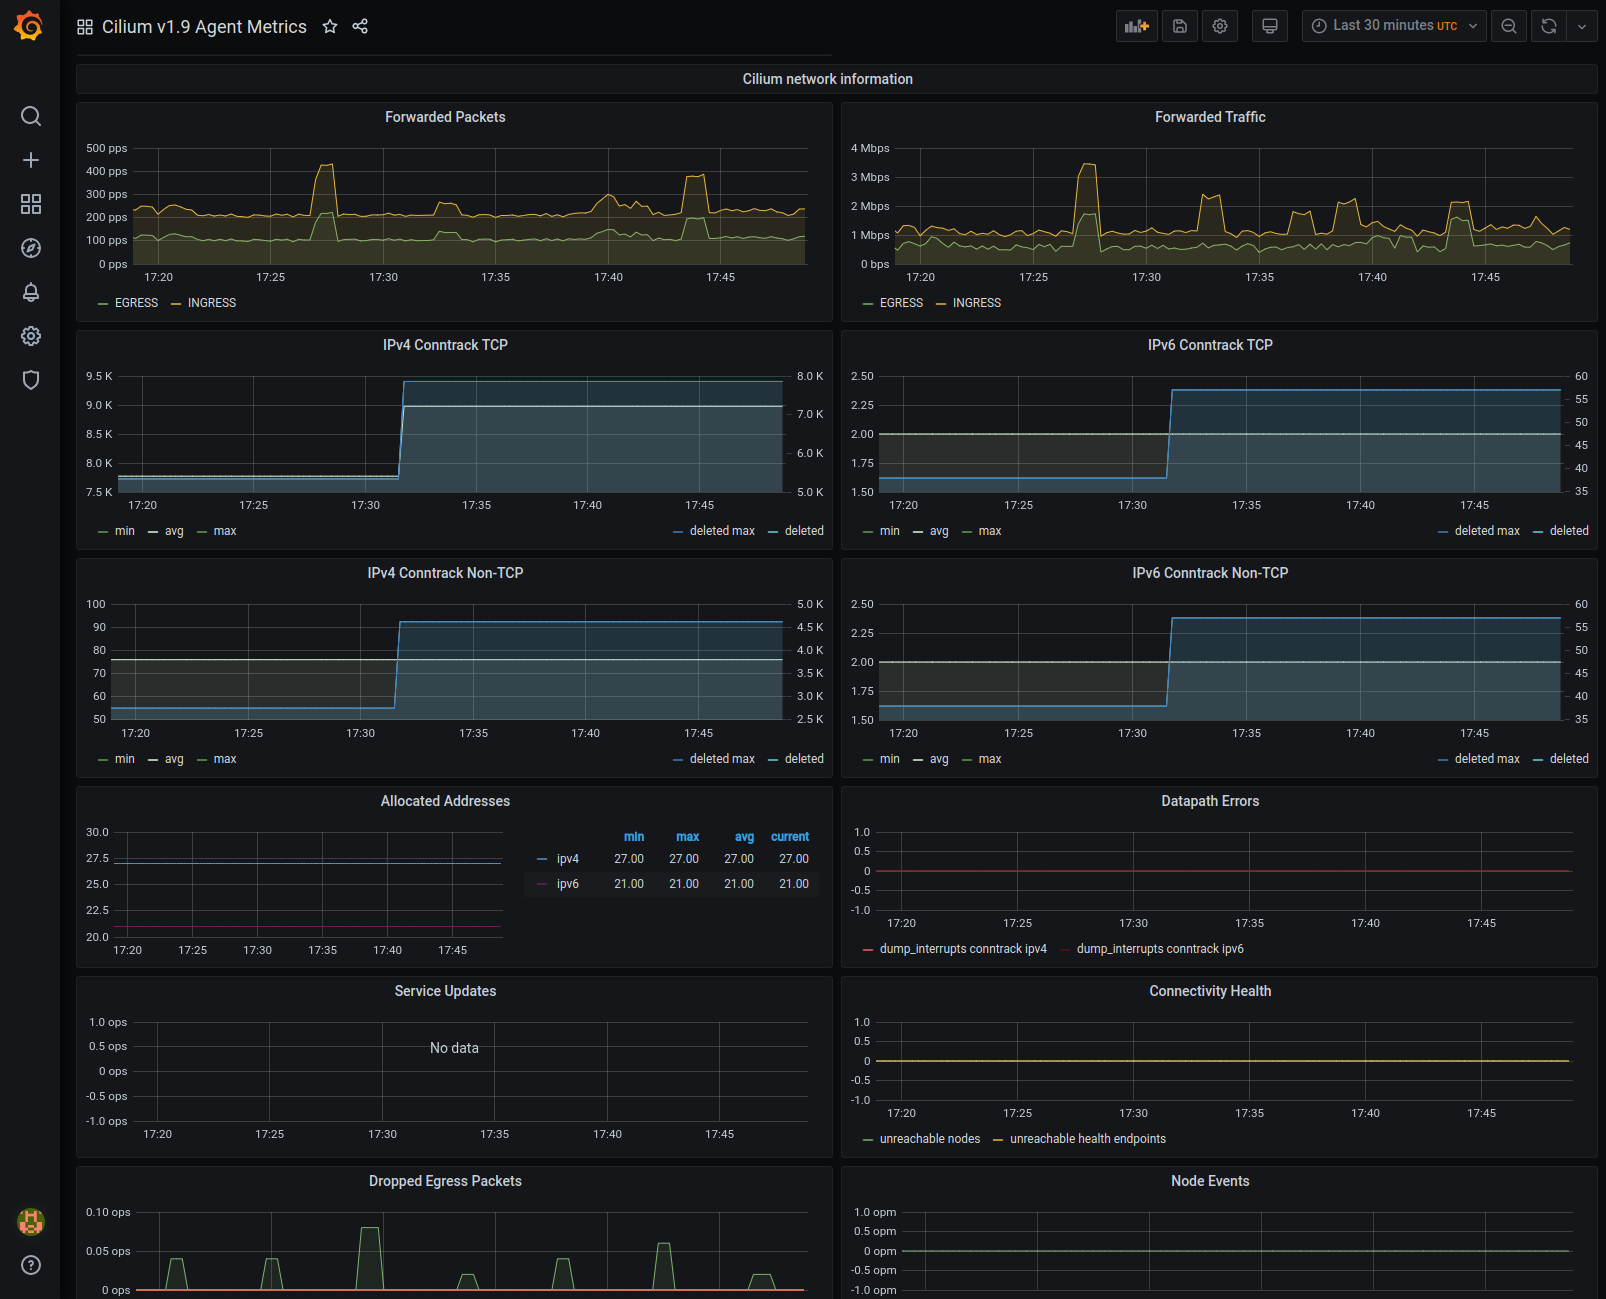 Cilium v1.9 Agent Metrics
Last 30 minutes UTC
Cilium network information
Forwarded Packets
500 pps
400 pps
300 pps
200 pps
100 pps
0 pps
17:20 17:25 17:30 17:35 17:40 17:45
EGRESS INGRESS
Forwarded Traffic
4 Mbps
3 Mbps
2 Mbps
1 Mbps
0 bps
17:20 17:25 17:30 17:35 17:40 17:45
EGRESS INGRESS
IPv4 Conntrack TCP
9.5 K 8.0 K
9.0 K 7.0 K
8.5 K 6.0 K
8.0 K
7.5 K 5.0 K
17:20 17:25 17:30 17:35 17:40 17:45
min avg max deleted max deleted
IPv6 Conntrack TCP
2.50 60
2.25 55
50
2.00 45
1.75 40
1.50 35
17:20 17:25 17:30 17:35 17:40 17:45
min avg max deleted max deleted
IPv4 Conntrack Non-TCP
100 5.0 K
90 4.5 K
80 4.0 K
70 3.5 K
60 3.0 K
50 2.5 K
17:20 17:25 17:30 17:35 17:40 17:45
min avg max deleted max deleted
IPv6 Conntrack Non-TCP
2.50 60
2.25 55
2.00 50
45
1.75 40
1.50 35
17:20 17:25 17:30 17:35 17:40 17:45
min avg max deleted max deleted
Allocated Addresses
30.0
27.5
25.0
22.5
20.0
17:20 17:25 17:30 17:35 17:40 17:45
min max avg current
ipv4 27.00 27.00 27.00 27.00
ipv6 21.00 21.00 21.00 21.00
Datapath Errors
1.0
0.5
0
-0.5
-1.0
17:20 17:25 17:30 17:35 17:40 17:45
dump_interrupts conntrack ipv4 dump_interrupts conntrack ipv6
Service Updates
1.0 ops
0.5 ops
No data
0 ops
-0.5 ops
-1.0 ops
17:20 17:25 17:30 17:35 17:40 17:45
Connectivity Health
1.0
0.5
0
-0.5
-1.0
17:20 17:25 17:30 17:35 17:40 17:45
unreachable nodes unreachable health endpoints
Dropped Egress Packets
0.10 ops
0.05 ops
0 ops
Node Events
1.0 opm
0.5 opm
0 opm
-0.5 opm
-1.0 opm